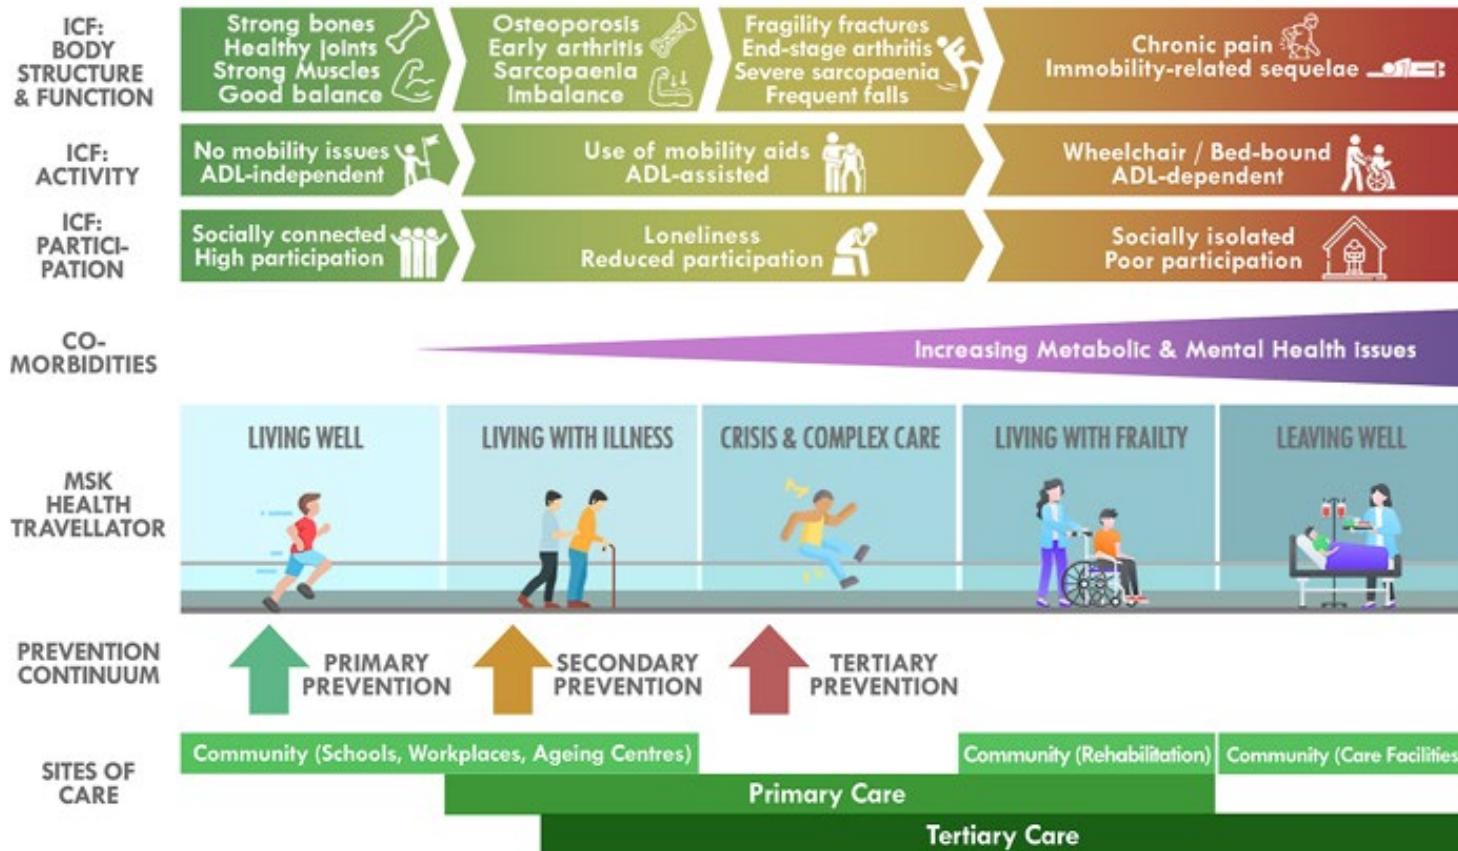 ICF:
BODY
STRUCTURE
& FUNCTION
Strong bones
Healthy Joints
Strong Muscles
Good balance
Osteoporosis
Early arthritis
Sarcopaenia
Imbalance
Fragility fractures
End-stage arthritis
Severe sarcopaenia
Frequent falls
Chronic pain
Immobility-related sequelae
ICF:
ACTIVITY
No mobility issues
ADL-independent
Use of mobility aids
ADL-assisted
Wheelchair / Bed-bound
ADL-dependent
ICF:
PARTICI-
PATION
Socially connected
High participation
Loneliness
Reduced participation
Socially isolated
Poor participation
CO-
MORBIDITIES
Increasing Metabolic & Mental Health issues
MSK
HEALTH
TRAVELLATOR
LIVING WELL
LIVING WITH ILLNESS
CRISIS & COMPLEX CARE
LIVING WITH FRAILTY
LEAVING WELL
PREVENTION
CONTINUUM
PRIMARY
PREVENTION
SECONDARY
PREVENTION
TERTIARY
PREVENTION
SITES OF
CARE
Community (Schools, Workplaces, Ageing Centres)
Community (Rehabilitation)
Community (Care Facilities
Primary Care
Tertiary Care